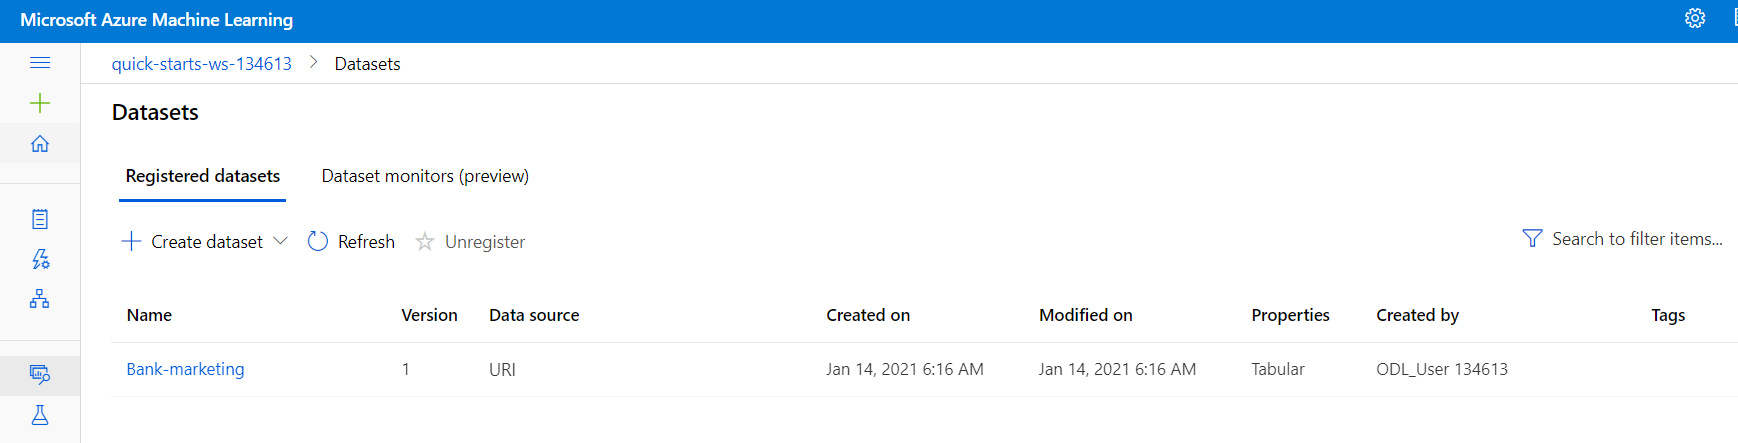 Microsoft Azure Machine Learning
quick-starts-ws-134613 > Datasets
Datasets
Registered datasets Dataset monitors (preview)
Create dataset Refresh Unregister Search to filter items...
Name Version Data source Created on Modified on Properties Created by Tags
Bank-marketing 1 URI Jan 14, 2021 6:16 AM Jan 14, 2021 6:16 AM Tabular ODL_User 134613